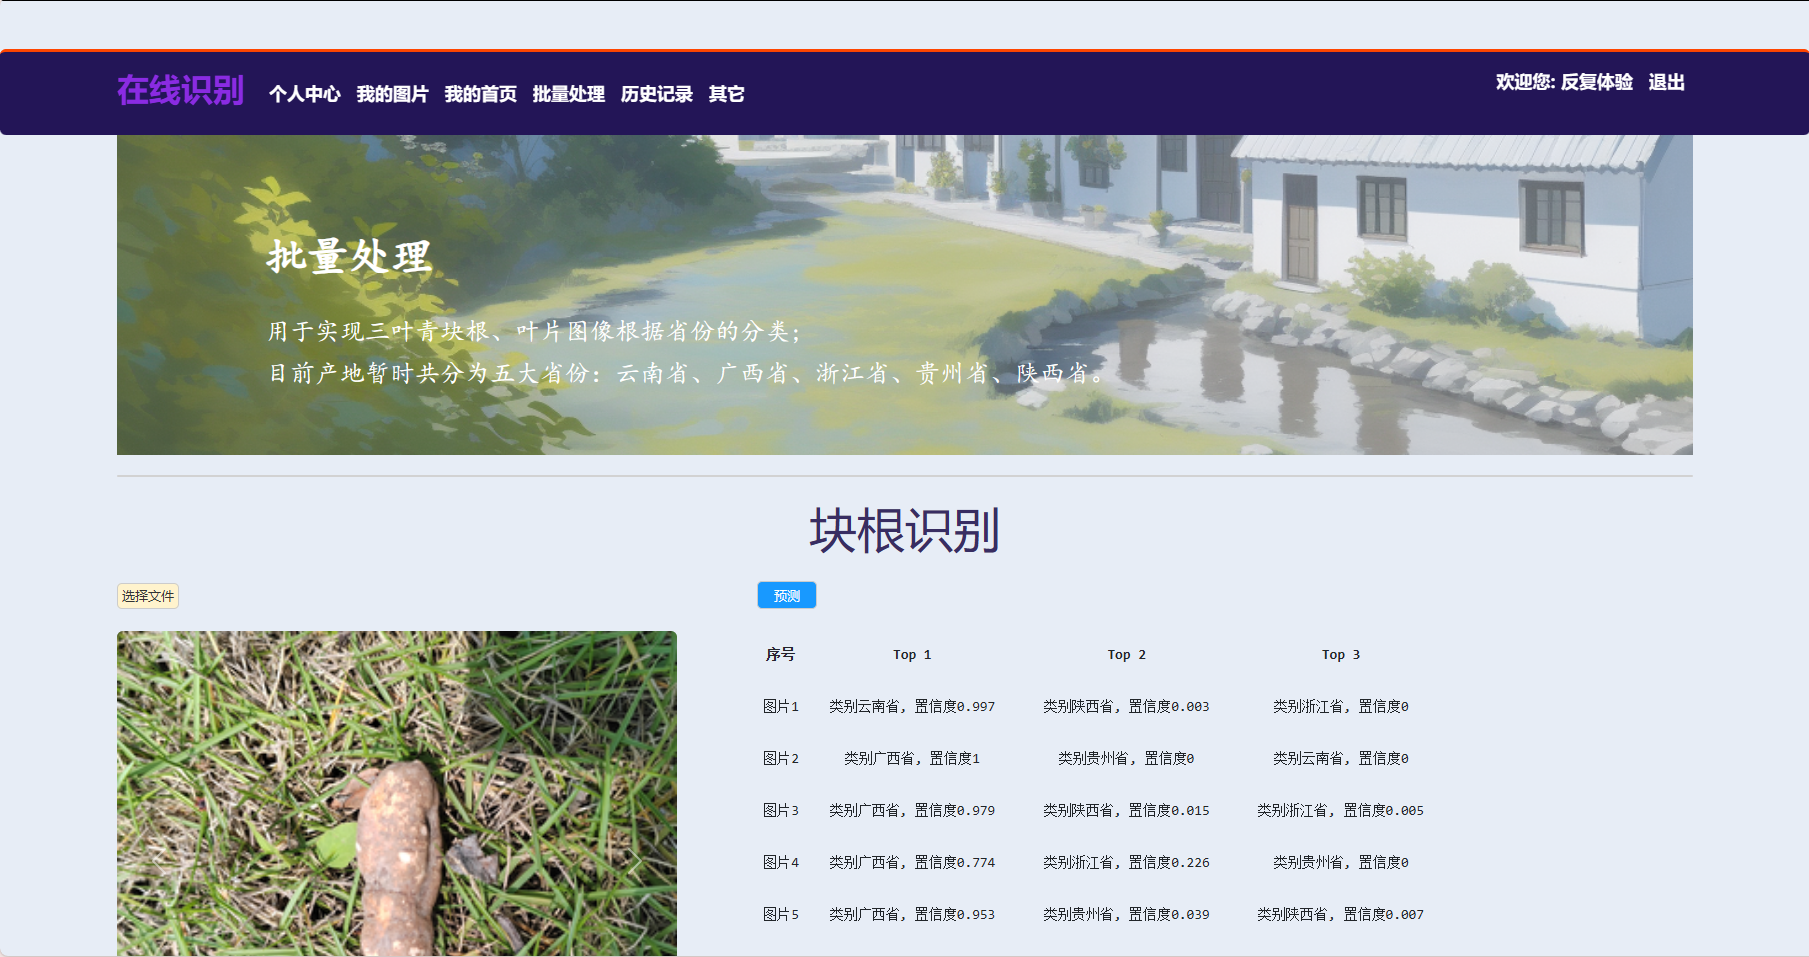 在线识别 个人中心 我的图片 我的首页 批量处理 历史记录 其它 欢迎您: 反复体验 退出
批量处理
用于实现三叶青块根、叶片图像根据省份的分类;
目前产地暂时共分为五大省份：云南省、广西省、浙江省、贵州省、陕西省。
块根识别
选择文件 预测
序号 Top 1 Top 2 Top 3
图片1 类别云南省, 置信度0.997 类别陕西省, 置信度0.003 类别浙江省, 置信度0
图片2 类别广西省, 置信度1 类别贵州省, 置信度0 类别云南省, 置信度0
图片3 类别广西省, 置信度0.979 类别陕西省, 置信度0.015 类别浙江省, 置信度0.005
图片4 类别广西省, 置信度0.774 类别浙江省, 置信度0.226 类别贵州省, 置信度0
图片5 类别广西省, 置信度0.953 类别贵州省, 置信度0.039 类别陕西省, 置信度0.007